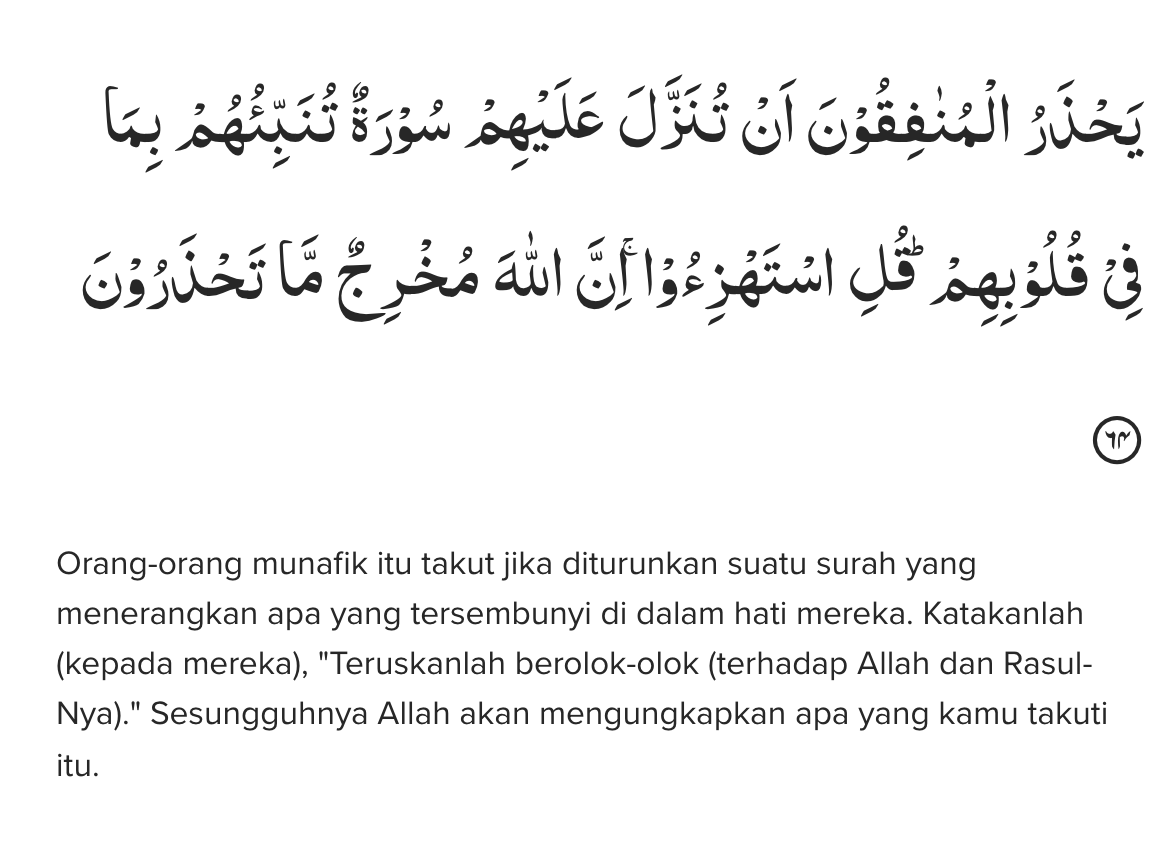 يَحْذَرُ الْمُنٰفِقُوْنَ اَنْ تُنَزَّلَ عَلَيْهِمْ سُوْرَةٌ تُنَبِّئُهُمْ بِمَا
فِيْ قُلُوْبِهِمْۗ قُلِ اسْتَهْزِءُوْاۚ اِنَّ اللّٰهَ مُخْرِجٌ مَّا تَحْذَرُوْنَ
٦٤
Orang-orang munafik itu takut jika diturunkan suatu surah yang
menerangkan apa yang tersembunyi di dalam hati mereka. Katakanlah
(kepada mereka), "Teruskanlah berolok-olok (terhadap Allah dan Rasul-
Nya)." Sesungguhnya Allah akan mengungkapkan apa yang kamu takuti
itu.